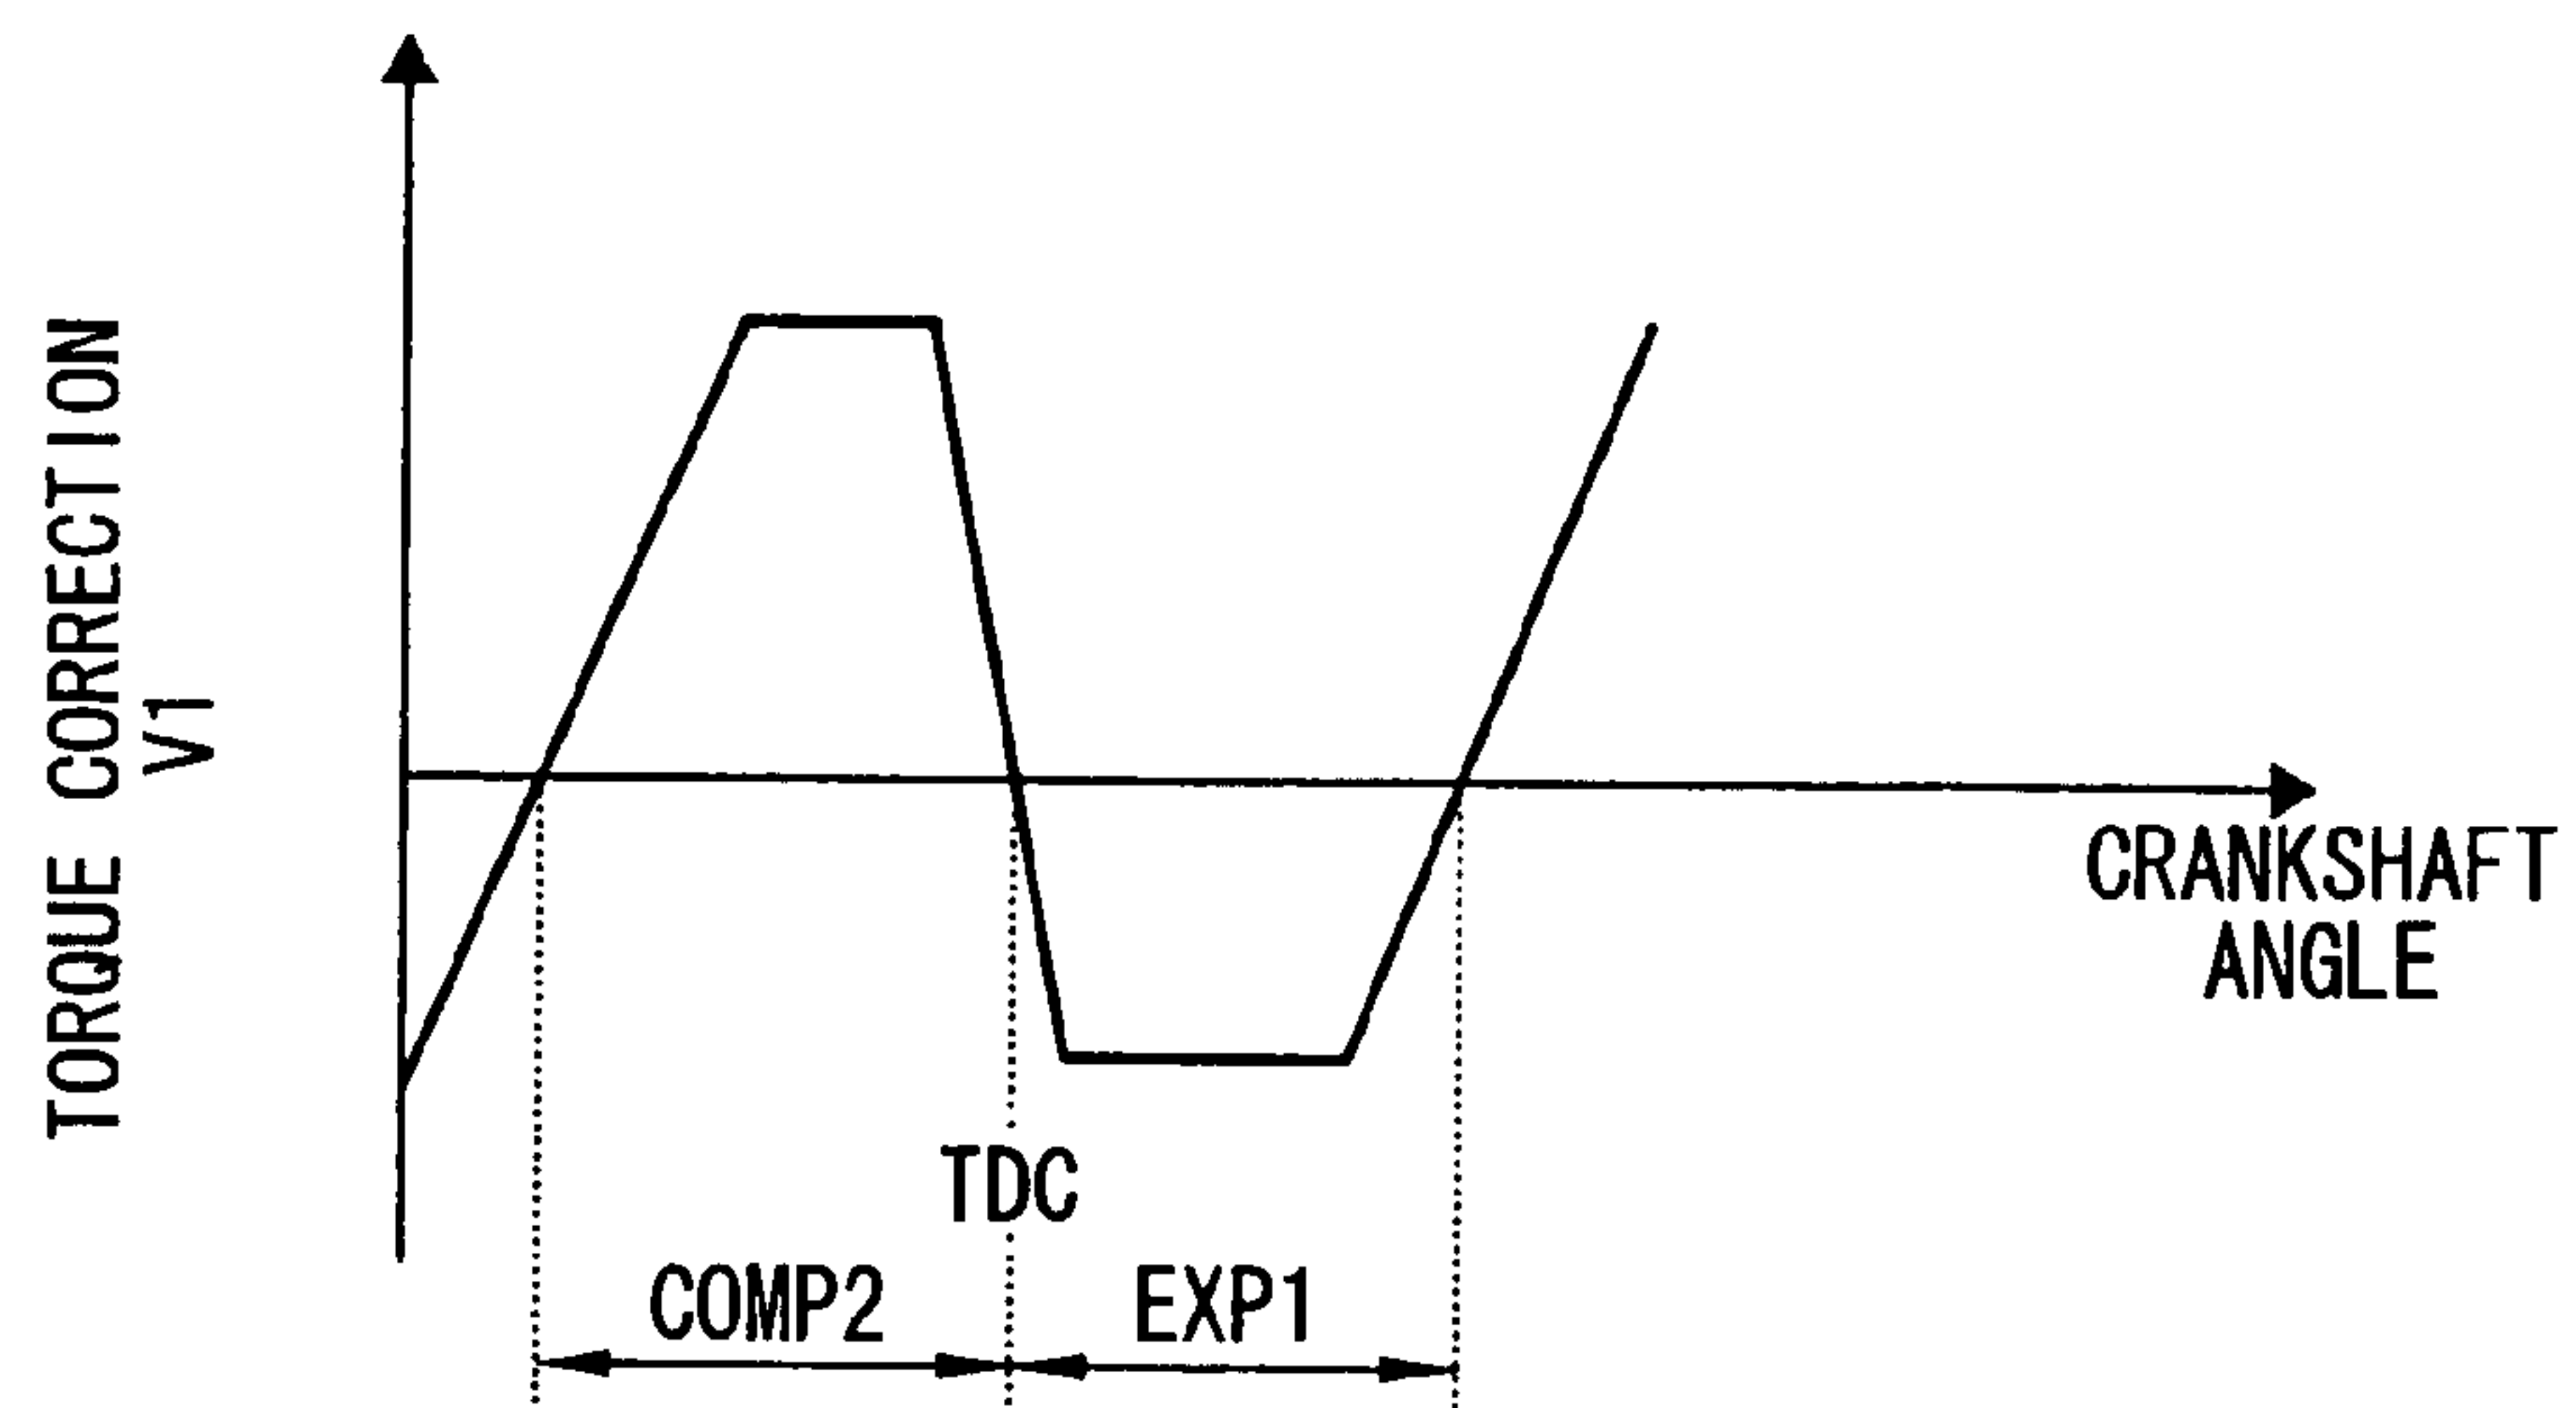 TORQUE CORRECTION
V1
CRANKSHAFT
ANGLE
TDC
COMP2
EXP1